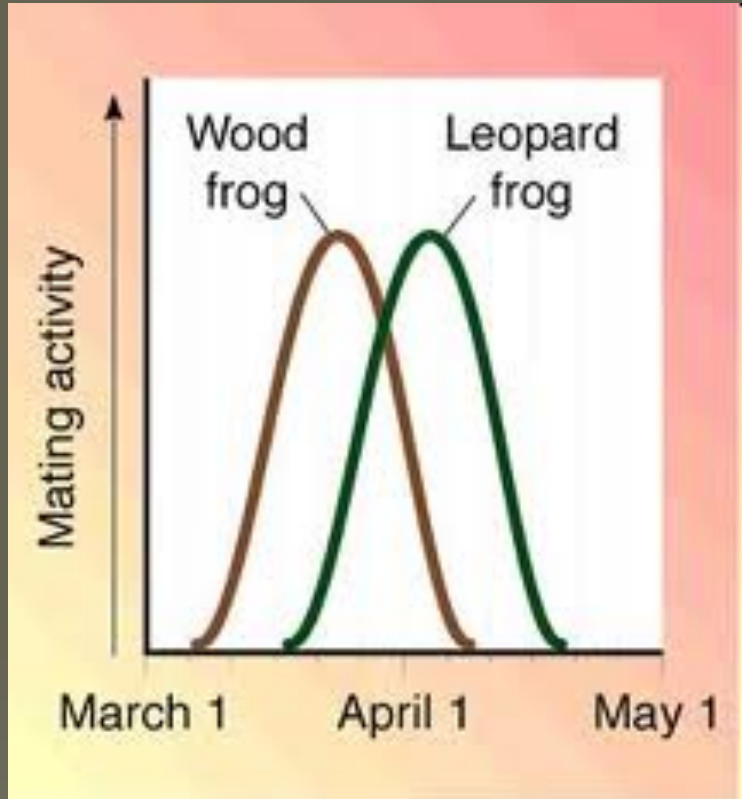 Wood
frog
Leopard
frog
Mating activity
March 1
April 1
May 1